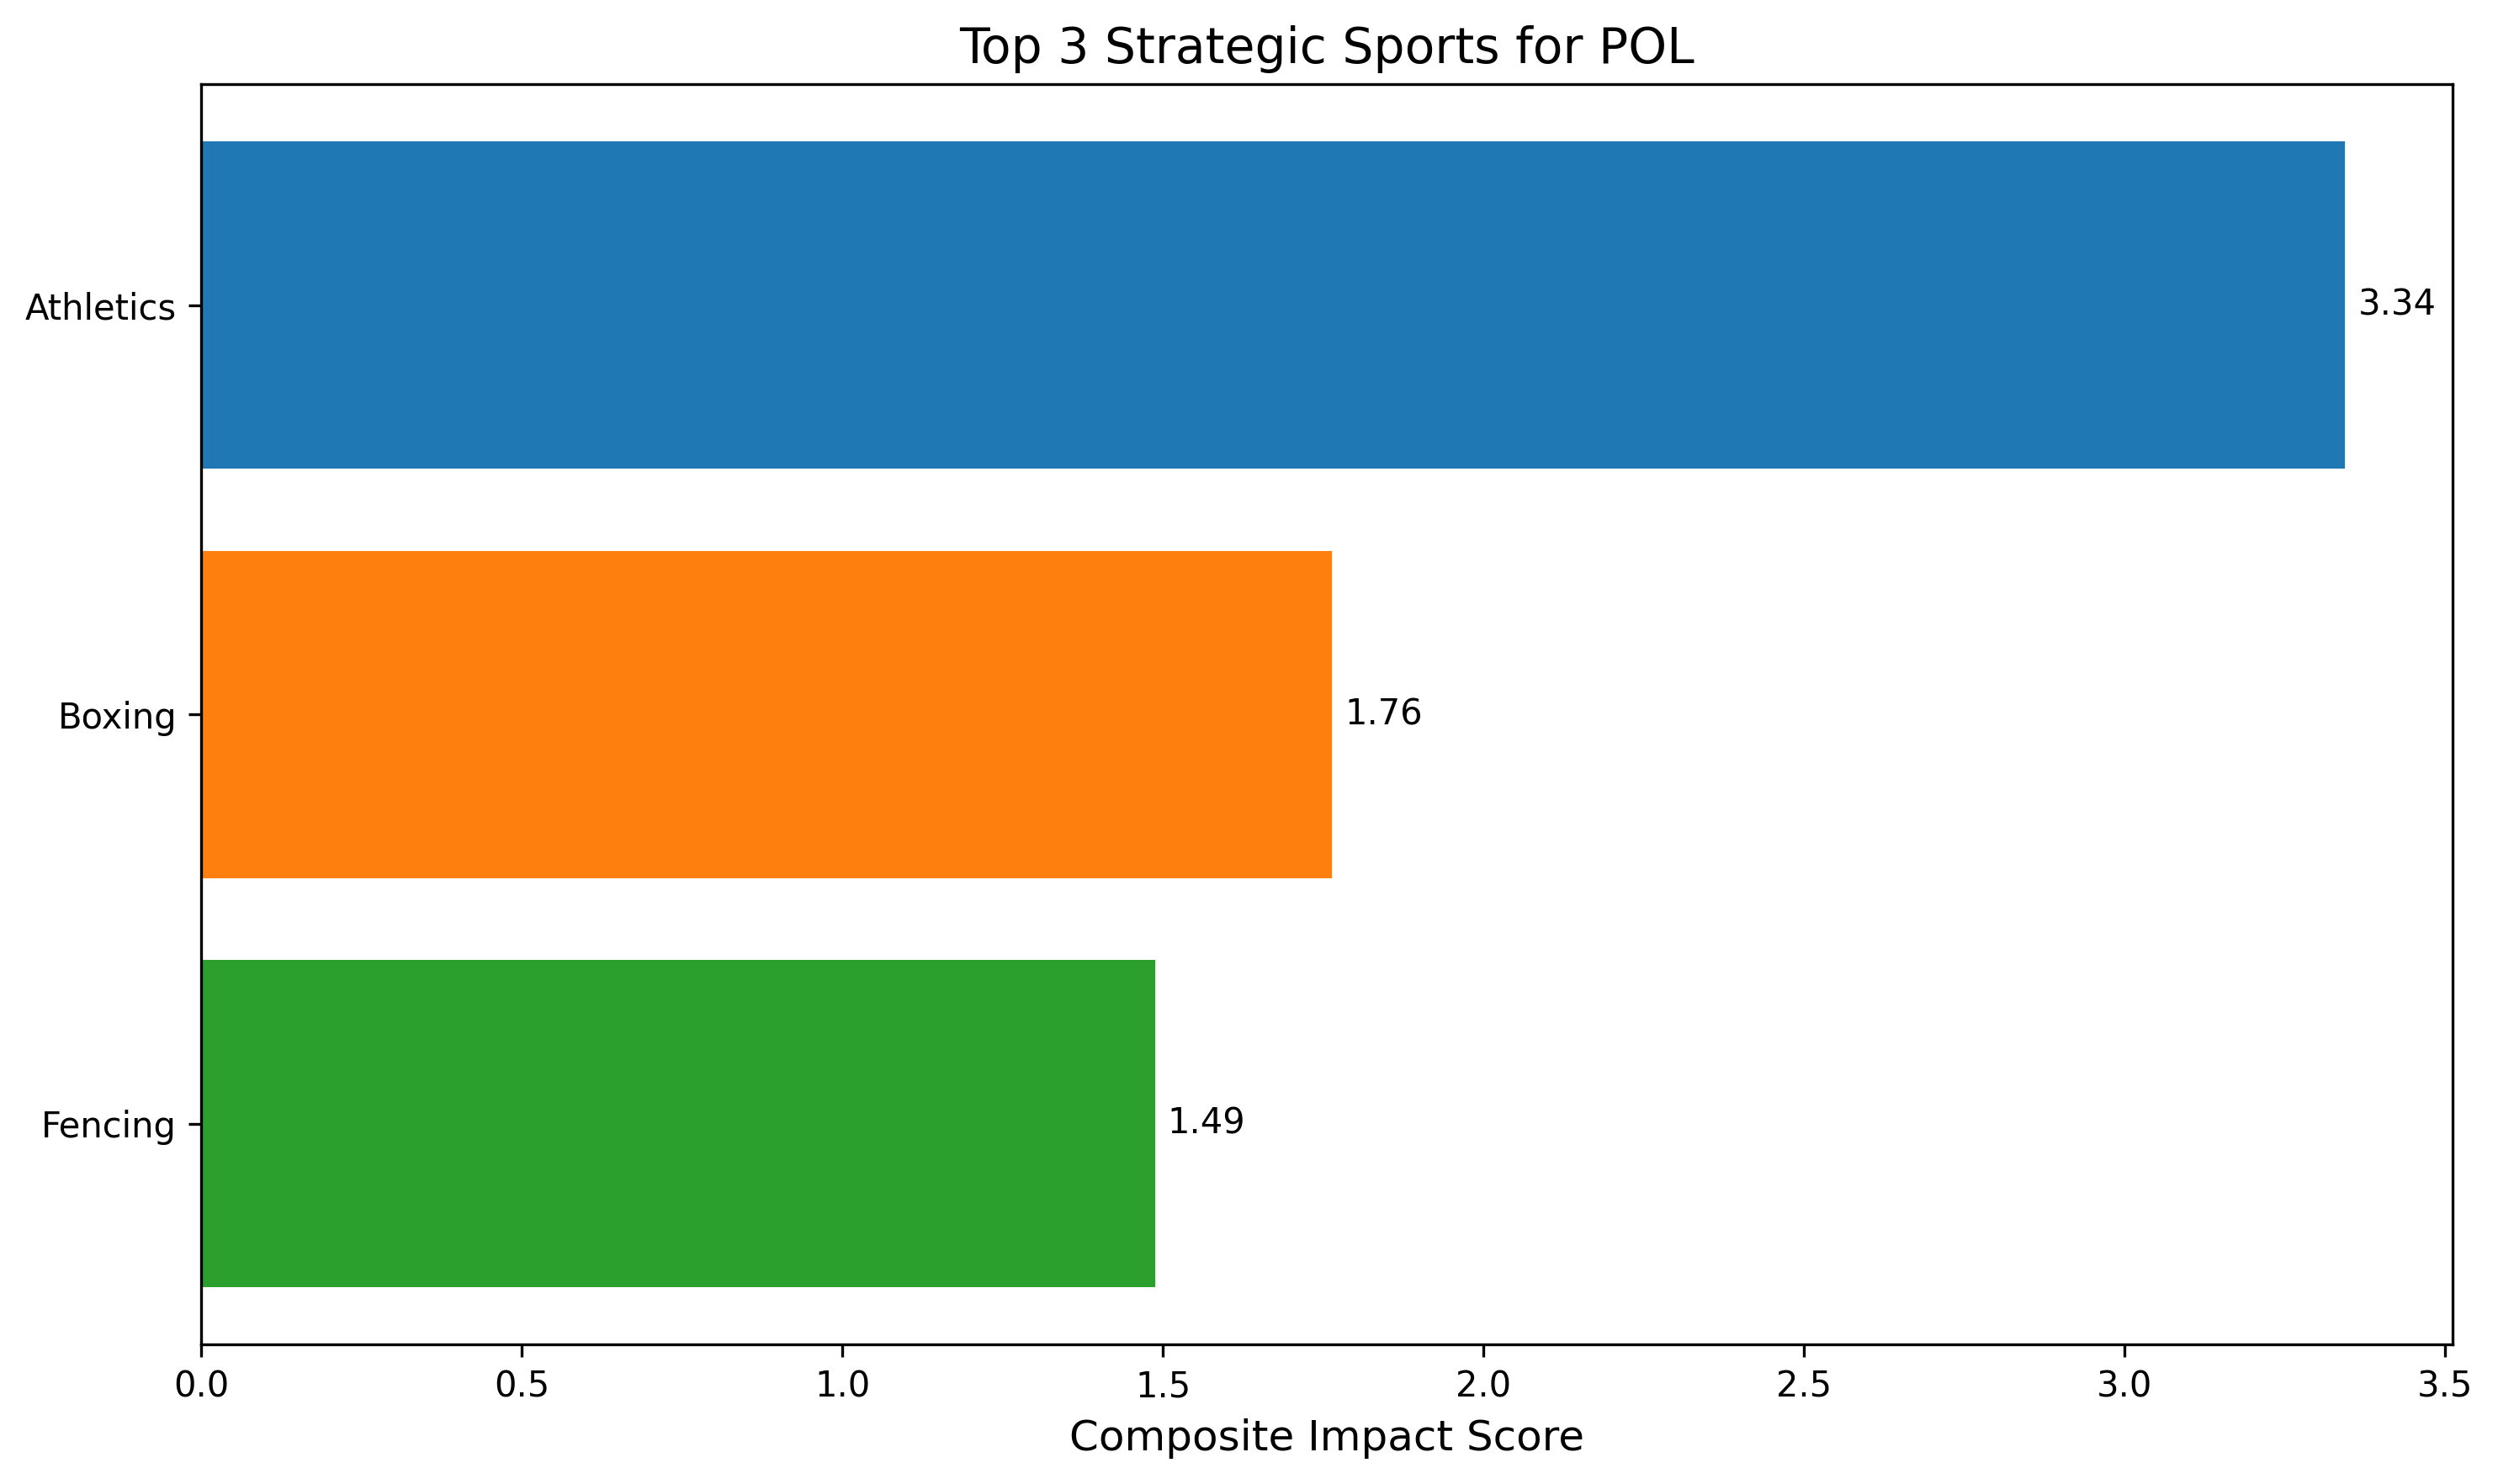 Top 3 Strategic Sports for POL
Athletics
3.34
Boxing
1.76
Fencing
1.49
0.0 0.5 1.0 1.5 2.0 2.5 3.0 3.5
Composite Impact Score